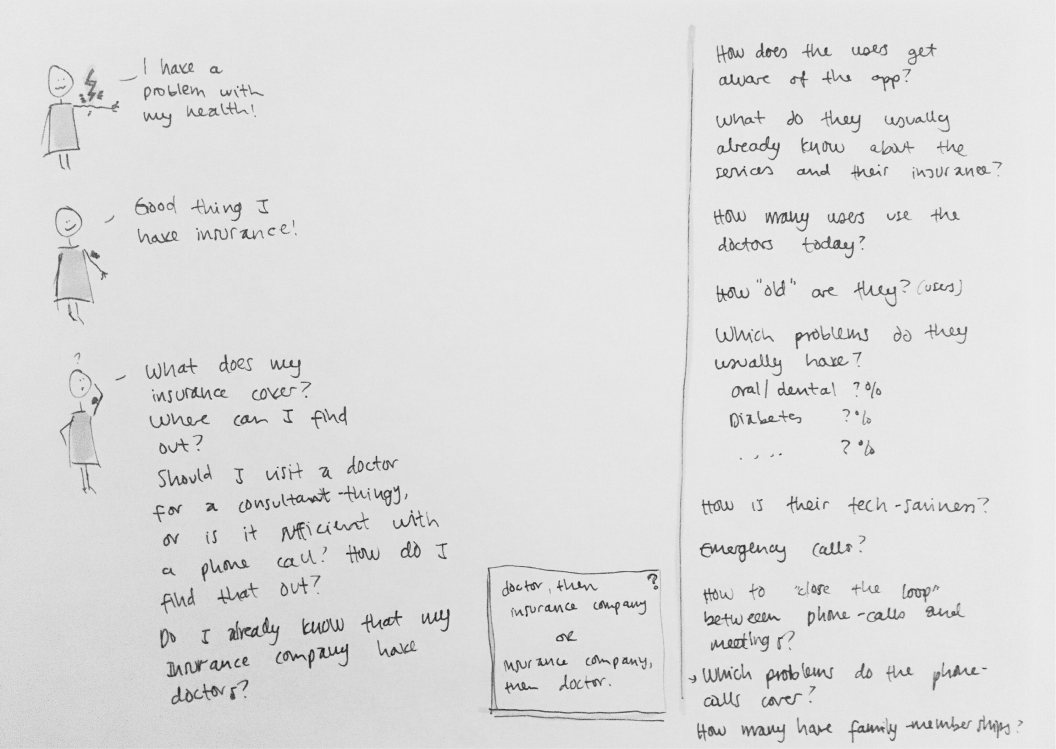 I have a
problem with
my health!
Good thing I
have insurance!
?
What does my
insurance cover?
Where can I find
out?
Should I visit a doctor
for a consultant-thingy,
or is it sufficient with
a phone call? How do I
find that out?
Do I already know that my
Insurance company have
doctors?
doctor, then ?
insurance company
OR
insurance company,
then doctor.
How does the uses get
aware of the app?
What do they usually
already know about the
services and their insurance?
How many users use the
doctors today?
How "old" are they? (users)
Which problems do they
usually have?
oral/dental ?%
Diabetes ?%
.... ?%
How is their tech-saviness?
Emergency calls?
How to "close the loop"
between phone-calls and
meetings?
→ Which problems do the phone-
calls cover?
How many have family-memberships?